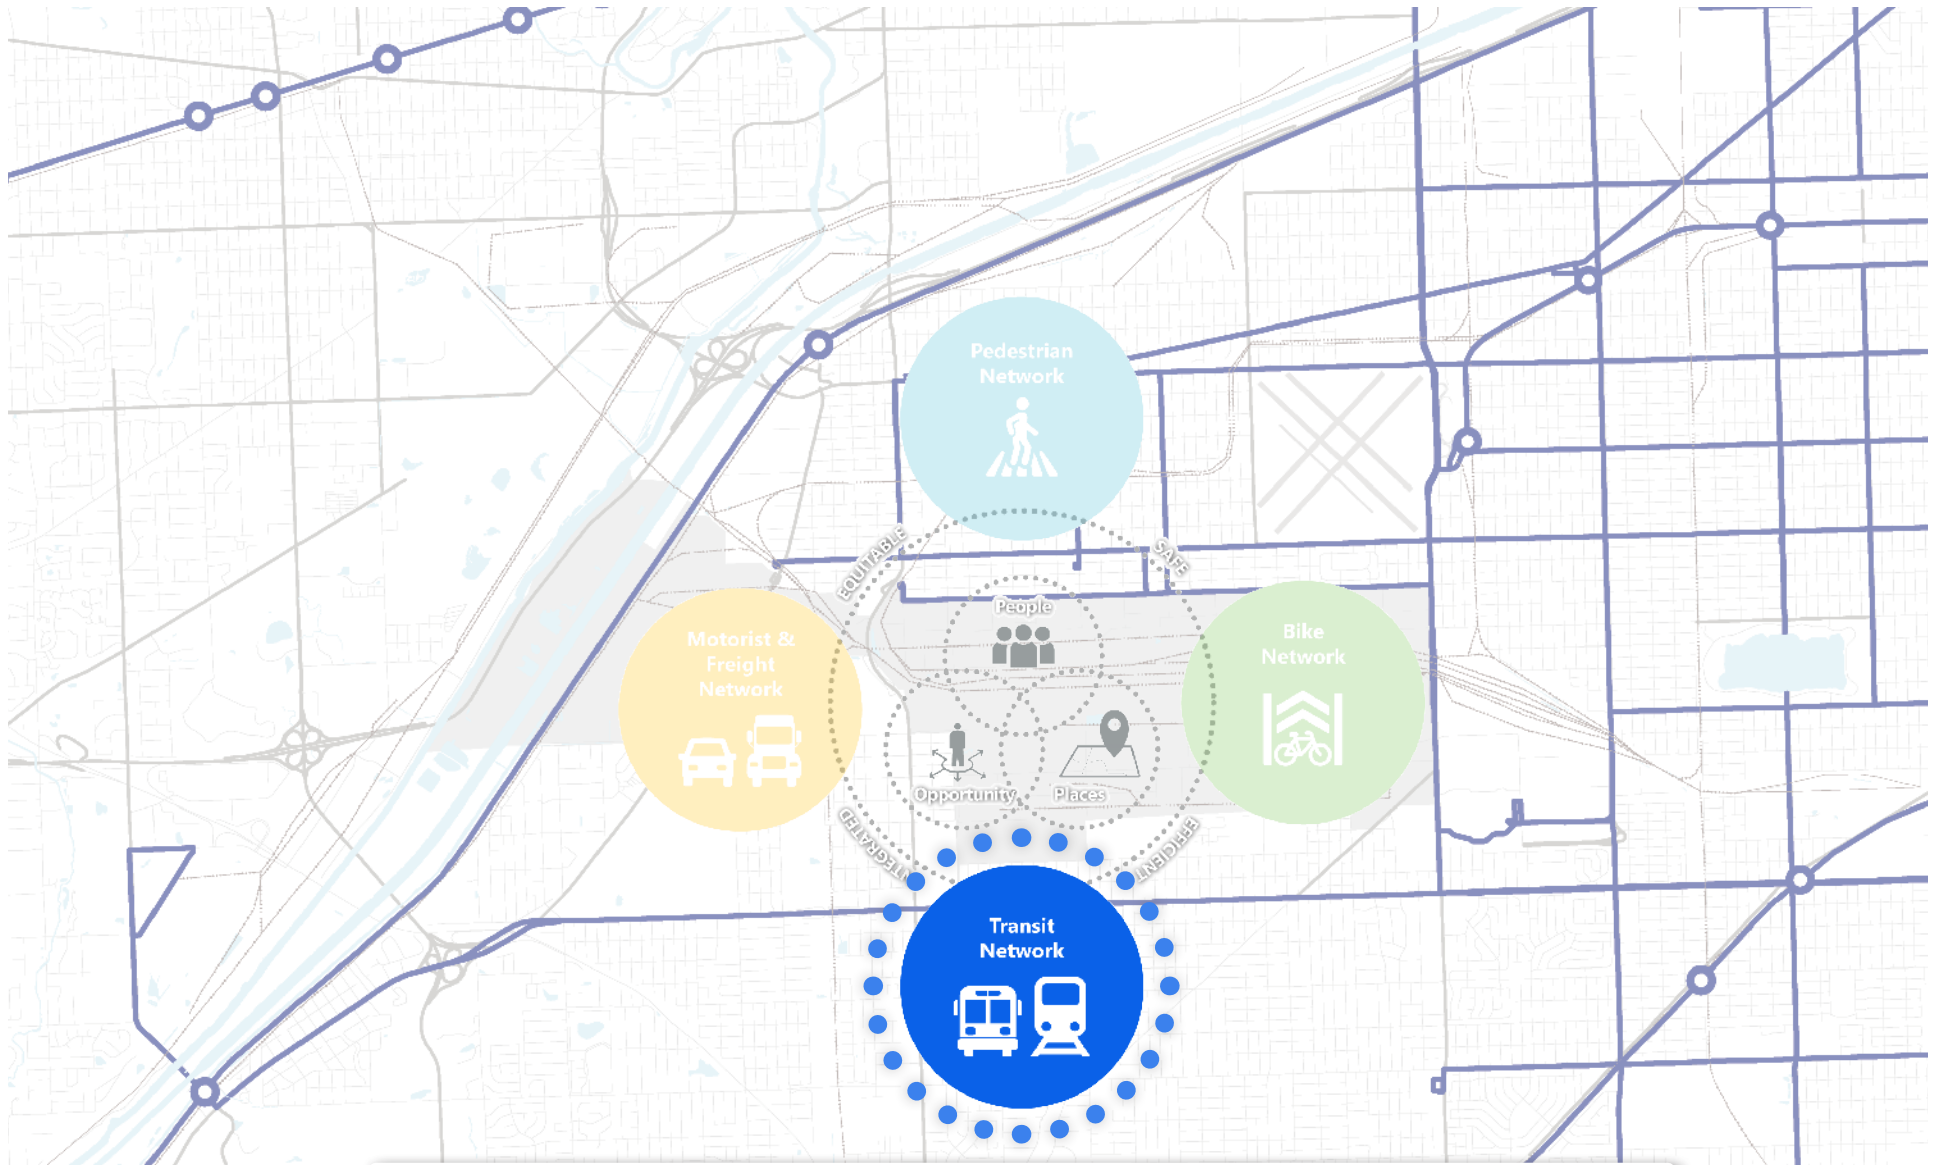 Pedestrian
Network
EQUITABLE
SAFE
People
Motorist &
Freight
Network
Bike
Network
Opportunity
Places
INTEGRATED
EFFICIENT
Transit
Network